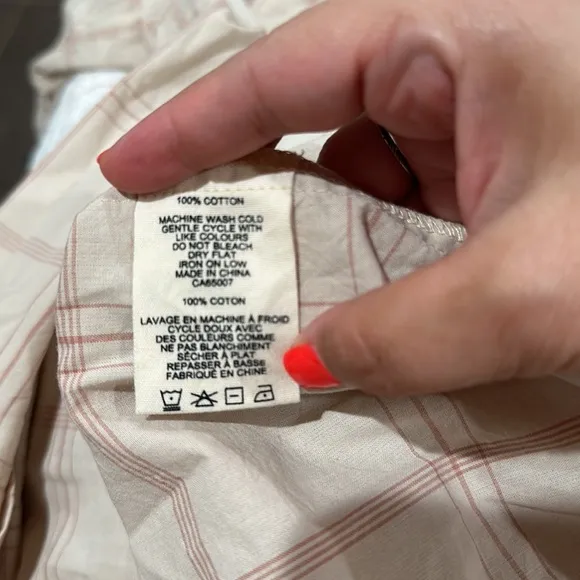 100% COTTON
MACHINE WASH COLD
GENTLE CYCLE WITH
LIKE COLOURS
DO NOT BLEACH
DRY FLAT
IRON ON LOW
MADE IN CHINA
CA65007
100% COTON
LAVAGE EN MACHINE À FROID
CYCLE DOUX AVEC
DES COULEURS COMME
NE PAS BLANCHIMENT
SÉCHER À PLAT
REPASSER À BASSE
FABRIQUÉ EN CHINE